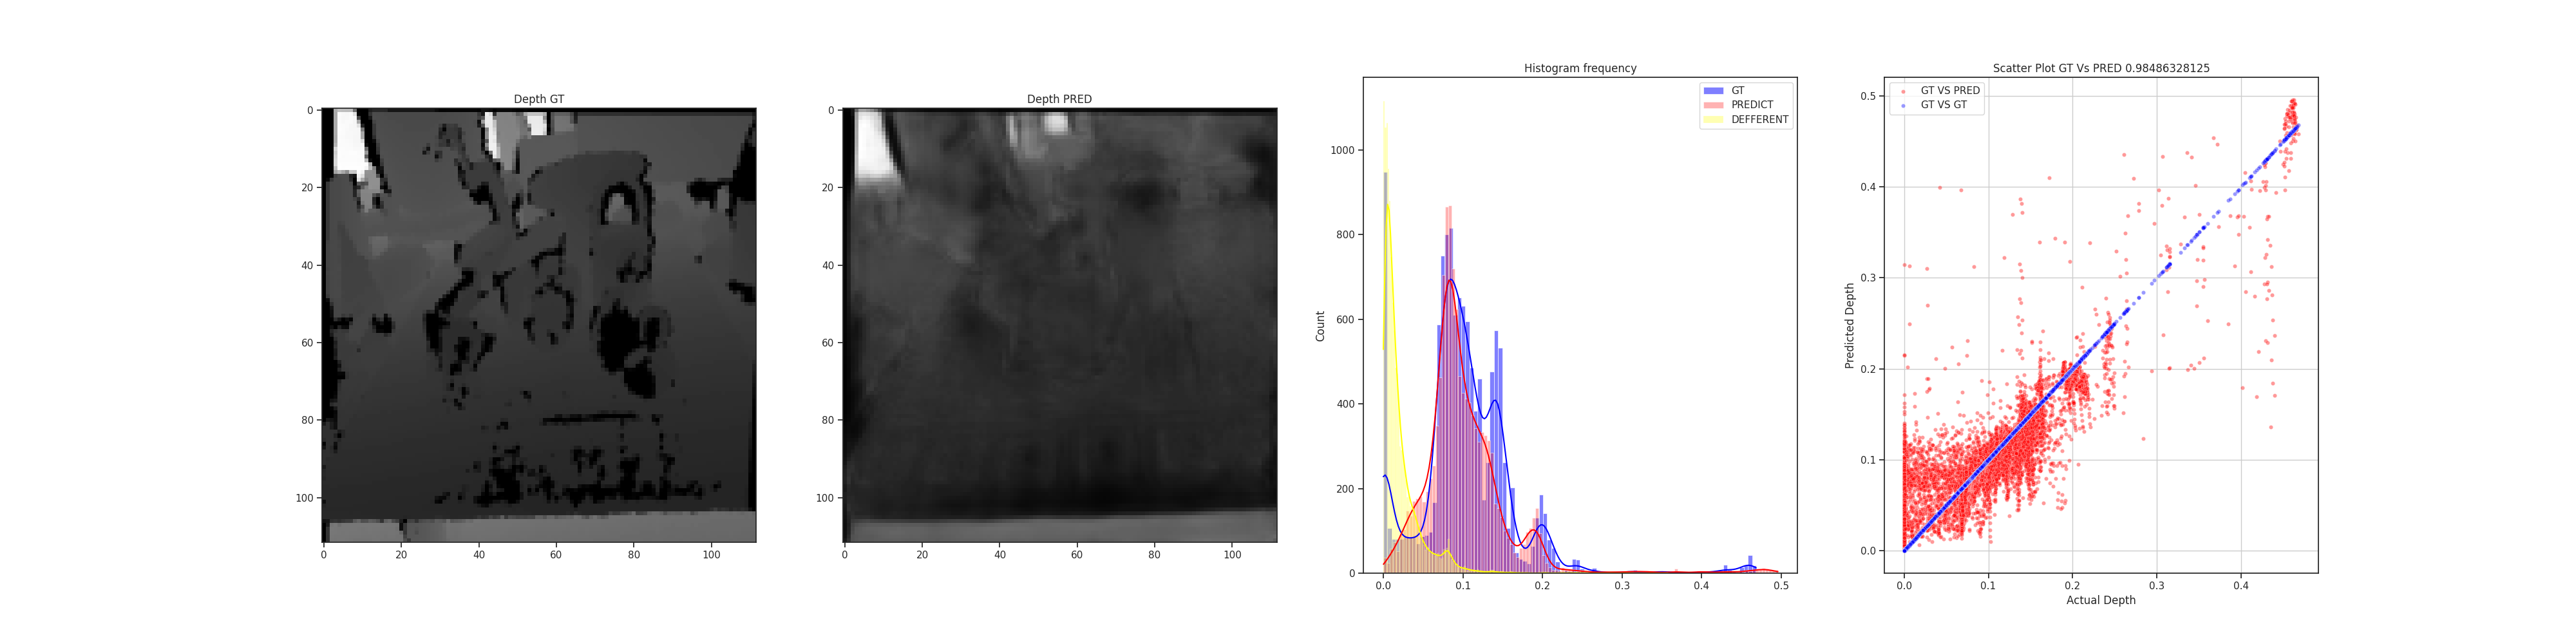 Depth GT
0
20
40
60
80
100
0 20 40 60 80 100
Depth PRED
0
20
40
60
80
100
0 20 40 60 80 100
Histogram frequency
GT
PREDICT
DEFFERENT
Count
1000
800
600
400
200
0
0.0 0.1 0.2 0.3 0.4 0.5
Scatter Plot GT Vs PRED 0.98486328125
GT VS PRED
GT VS GT
Predicted Depth
0.5
0.4
0.3
0.2
0.1
0.0
0.0 0.1 0.2 0.3 0.4
Actual Depth